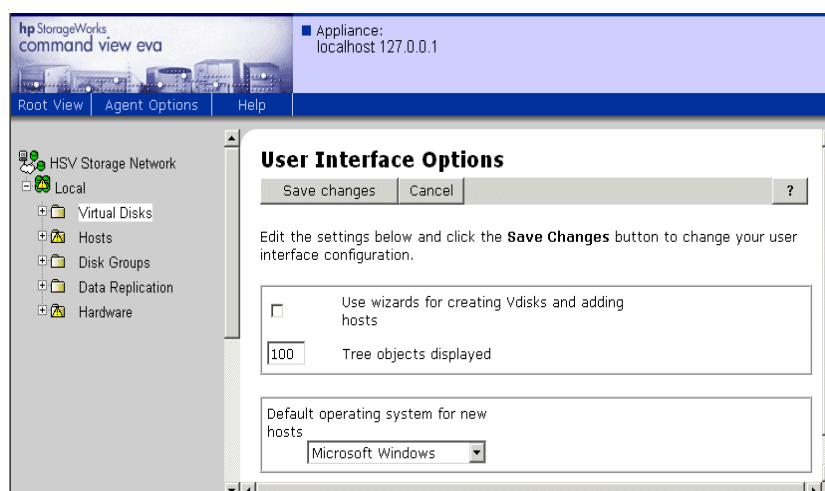 hp StorageWorks
command view eva
Appliance:
localhost 127.0.0.1
Root View
Agent Options
Help
HSV Storage Network
Local
Virtual Disks
Hosts
Disk Groups
Data Replication
Hardware
User Interface Options
Save changes
Cancel
?
Edit the settings below and click the Save Changes button to change your user
interface configuration.
Use wizards for creating Vdisks and adding
hosts
100
Tree objects displayed
Default operating system for new
hosts
Microsoft Windows